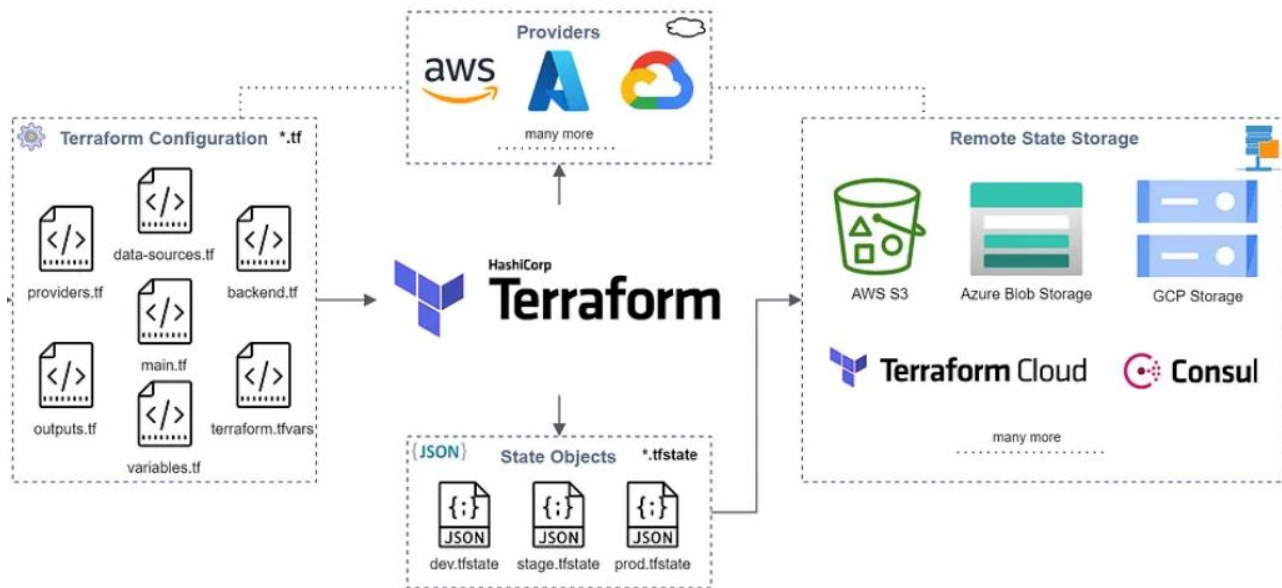 Providers
aws
many more
Terraform Configuration *.tf
data-sources.tf
providers.tf
backend.tf
main.tf
outputs.tf
terraform.tfvars
variables.tf
HashiCorp
Terraform
{JSON} State Objects *.tfstate
{;} {;} {;}
JSON JSON JSON
dev.tfstate stage.tfstate prod.tfstate
Remote State Storage
AWS S3 Azure Blob Storage GCP Storage
Terraform Cloud Consul
many more